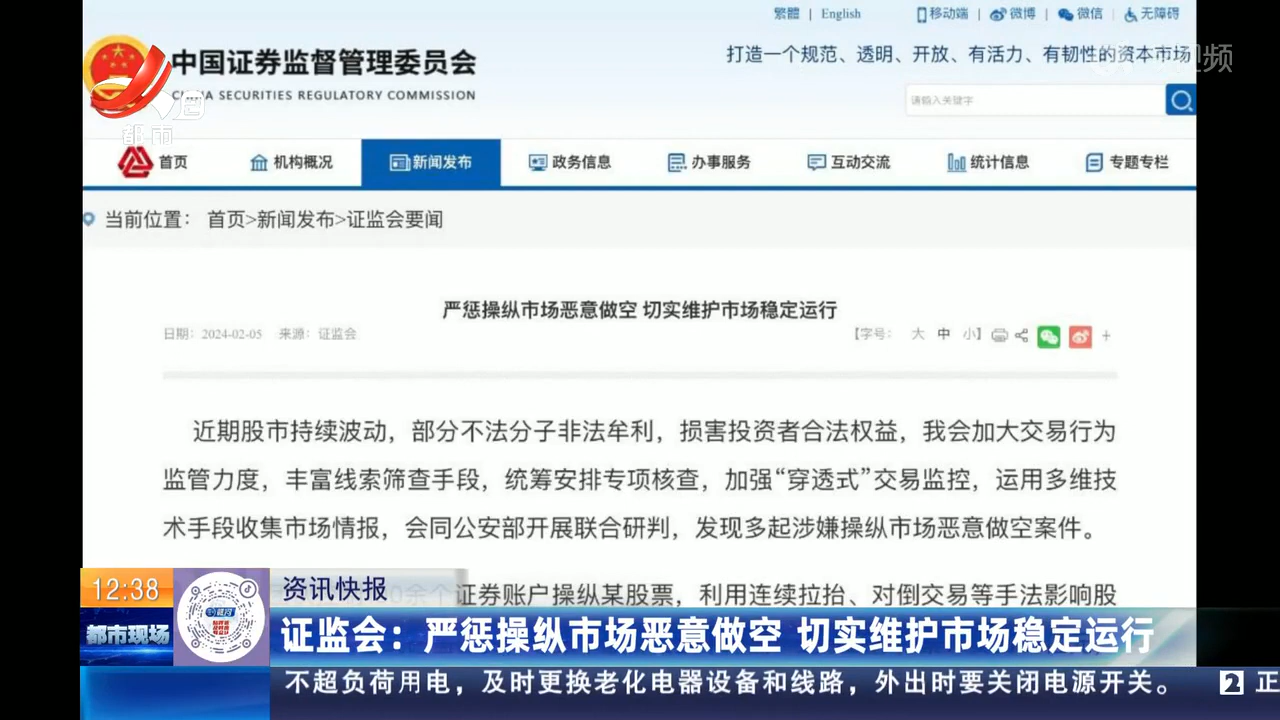 繁體 | English
移动端 | 微博 | 微信 | 无障碍
中国证券监督管理委员会
CHINA SECURITIES REGULATORY COMMISSION
打造一个规范、透明、开放、有活力、有韧性的资本市场
请输入关键字
都市
首页 机构概况 新闻发布 政务信息 办事服务 互动交流 统计信息 专题专栏
当前位置： 首页>新闻发布>证监会要闻
严惩操纵市场恶意做空 切实维护市场稳定运行
日期：2024-02-05 来源：证监会
【字号： 大 中 小】
近期股市持续波动，部分不法分子非法牟利，损害投资者合法权益，我会加大交易行为
监管力度，丰富线索筛查手段，统筹安排专项核查，加强“穿透式”交易监控，运用多维技
术手段收集市场情报，会同公安部开展联合研判，发现多起涉嫌操纵市场恶意做空案件。
余个证券账户操纵某股票，利用连续拉抬、对倒交易等手法影响股
12:38
资讯快报
都市现场
证监会：严惩操纵市场恶意做空 切实维护市场稳定运行
不超负荷用电，及时更换老化电器设备和线路，外出时要关闭电源开关。 2 正